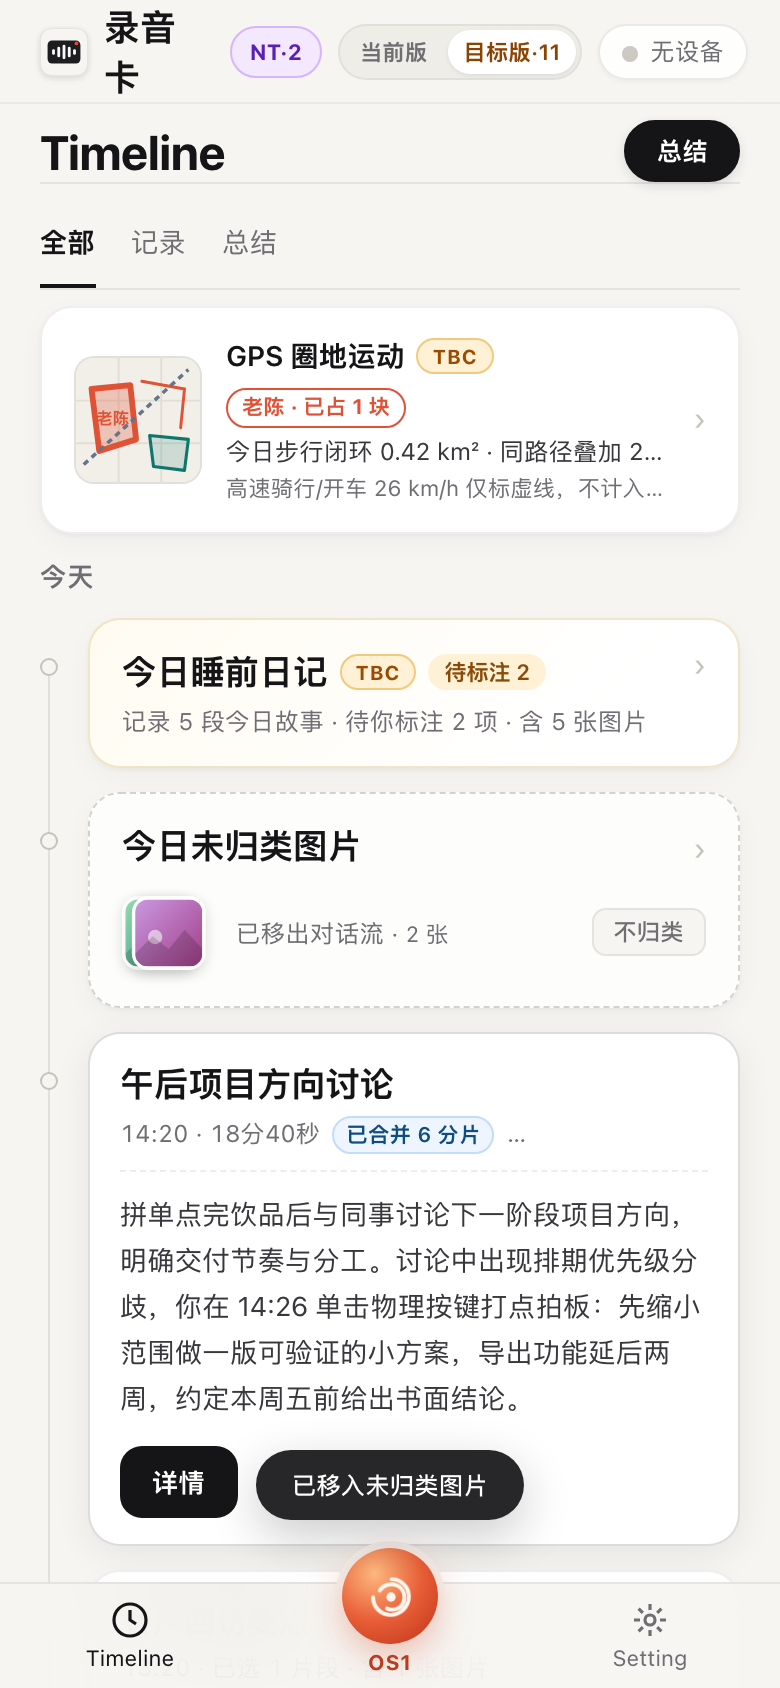 录音
卡
NT·2
当前版
目标版·11
无设备
Timeline
总结
全部
记录
总结
GPS 圈地运动
TBC
老陈
老陈 · 已占 1 块
今日步行闭环 0.42 km² · 同路径叠加 2...
高速骑行/开车 26 km/h 仅标虚线，不计入...
今天
今日睡前日记
TBC
待标注 2
记录 5 段今日故事 · 待你标注 2 项 · 含 5 张图片
今日未归类图片
已移出对话流 · 2 张
不归类
午后项目方向讨论
14:20 · 18分40秒
已合并 6 分片
...
拼单点完饮品后与同事讨论下一阶段项目方向，
明确交付节奏与分工。讨论中出现排期优先级分
歧，你在 14:26 单击物理按键打点拍板：先缩小
范围做一版可验证的小方案，导出功能延后两
周，约定本周五前给出书面结论。
详情
已移入未归类图片
Timeline
OS1
Setting